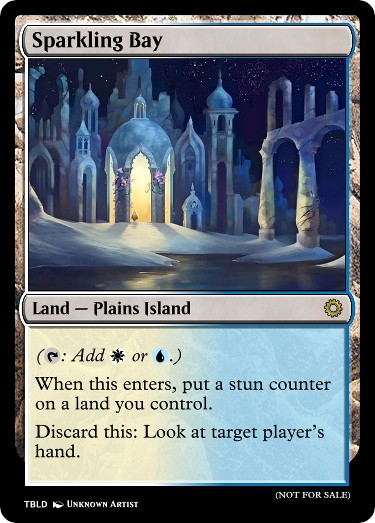 Sparkling Bay
Land — Plains Island
(: Add or .)
When this enters, put a stun counter
on a land you control.
Discard this: Look at target player's
hand.
TBLD Unknown Artist
(NOT FOR SALE)